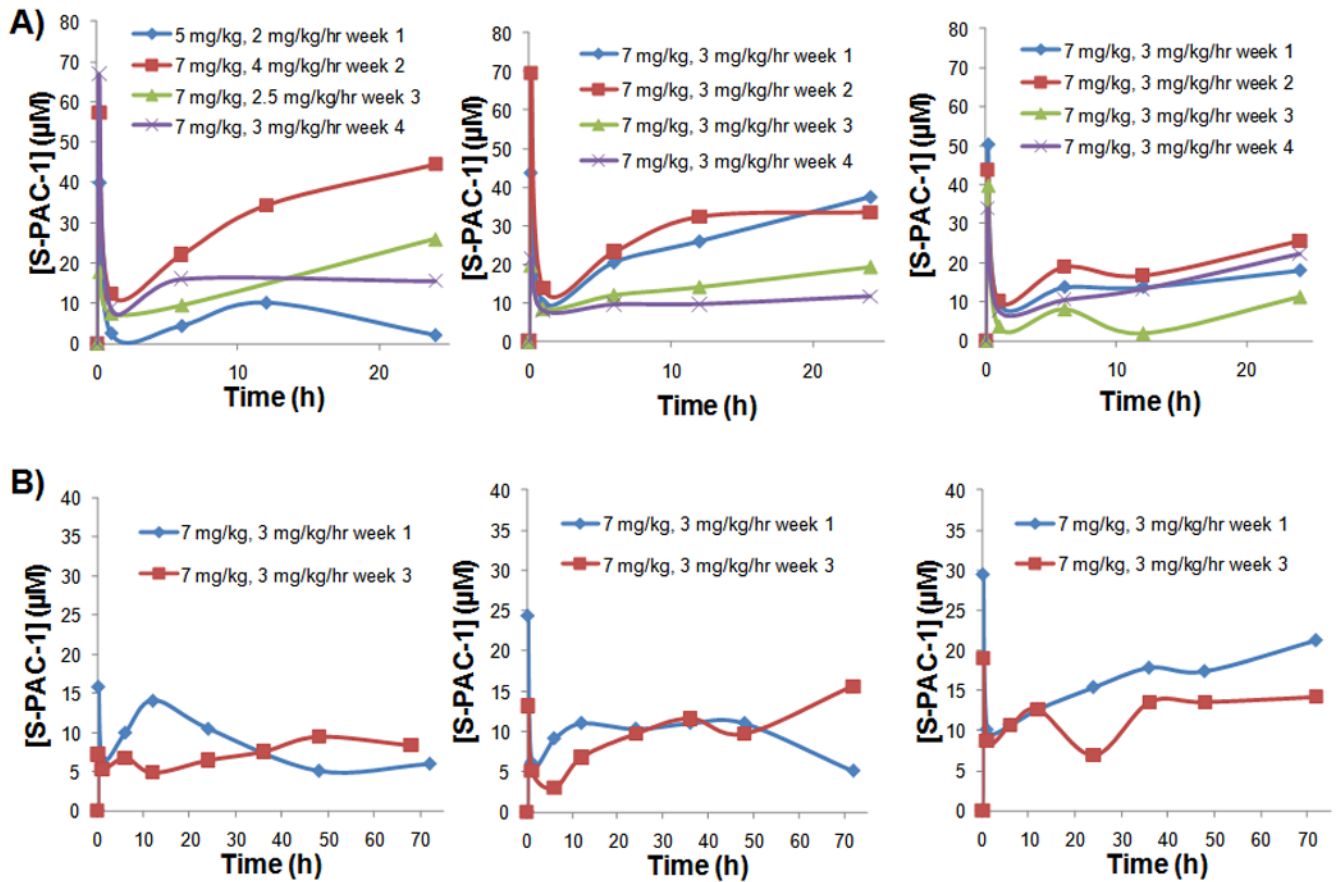 A)
[S-PAC-1] (µM)
80
70
60
50
40
30
20
10
0
5 mg/kg, 2 mg/kg/hr week 1
7 mg/kg, 4 mg/kg/hr week 2
7 mg/kg, 2.5 mg/kg/hr week 3
7 mg/kg, 3 mg/kg/hr week 4
0 10 20
Time (h)
[S-PAC-1] (µM)
80
70
60
50
40
30
20
10
0
7 mg/kg, 3 mg/kg/hr week 1
7 mg/kg, 3 mg/kg/hr week 2
7 mg/kg, 3 mg/kg/hr week 3
7 mg/kg, 3 mg/kg/hr week 4
0 10 20
Time (h)
[S-PAC-1] (µM)
80
70
60
50
40
30
20
10
0
7 mg/kg, 3 mg/kg/hr week 1
7 mg/kg, 3 mg/kg/hr week 2
7 mg/kg, 3 mg/kg/hr week 3
7 mg/kg, 3 mg/kg/hr week 4
0 10 20
Time (h)
B)
[S-PAC-1] (µM)
40
35
30
25
20
15
10
5
0
7 mg/kg, 3 mg/kg/hr week 1
7 mg/kg, 3 mg/kg/hr week 3
0 10 20 30 40 50 60 70
Time (h)
[S-PAC-1] (µM)
40
35
30
25
20
15
10
5
0
7 mg/kg, 3 mg/kg/hr week 1
7 mg/kg, 3 mg/kg/hr week 3
0 10 20 30 40 50 60 70
Time (h)
[S-PAC-1] (µM)
40
35
30
25
20
15
10
5
0
7 mg/kg, 3 mg/kg/hr week 1
7 mg/kg, 3 mg/kg/hr week 3
0 10 20 30 40 50 60 70
Time (h)